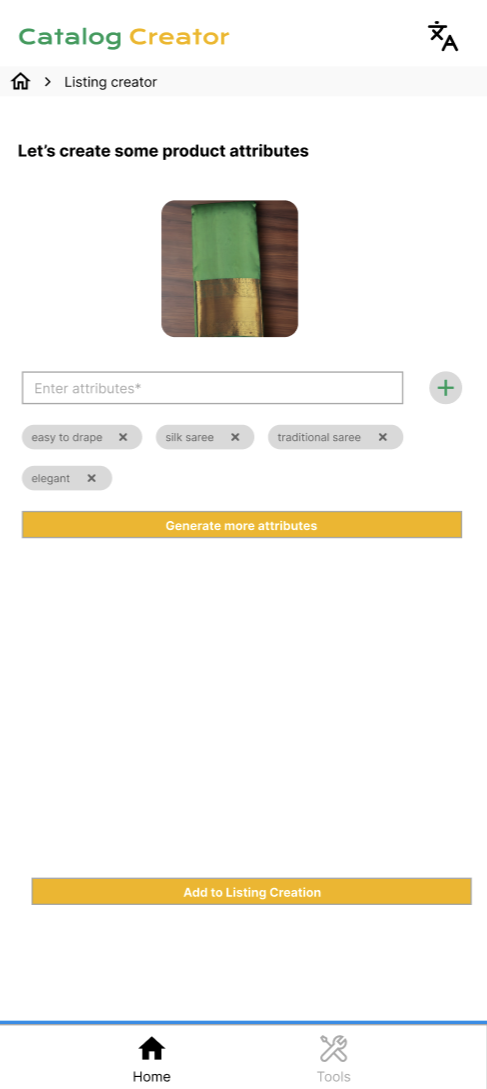 Catalog Creator
Listing creator
Let's create some product attributes
Enter attributes*
easy to drape
silk saree
traditional saree
elegant
Generate more attributes
Add to Listing Creation
Home
Tools